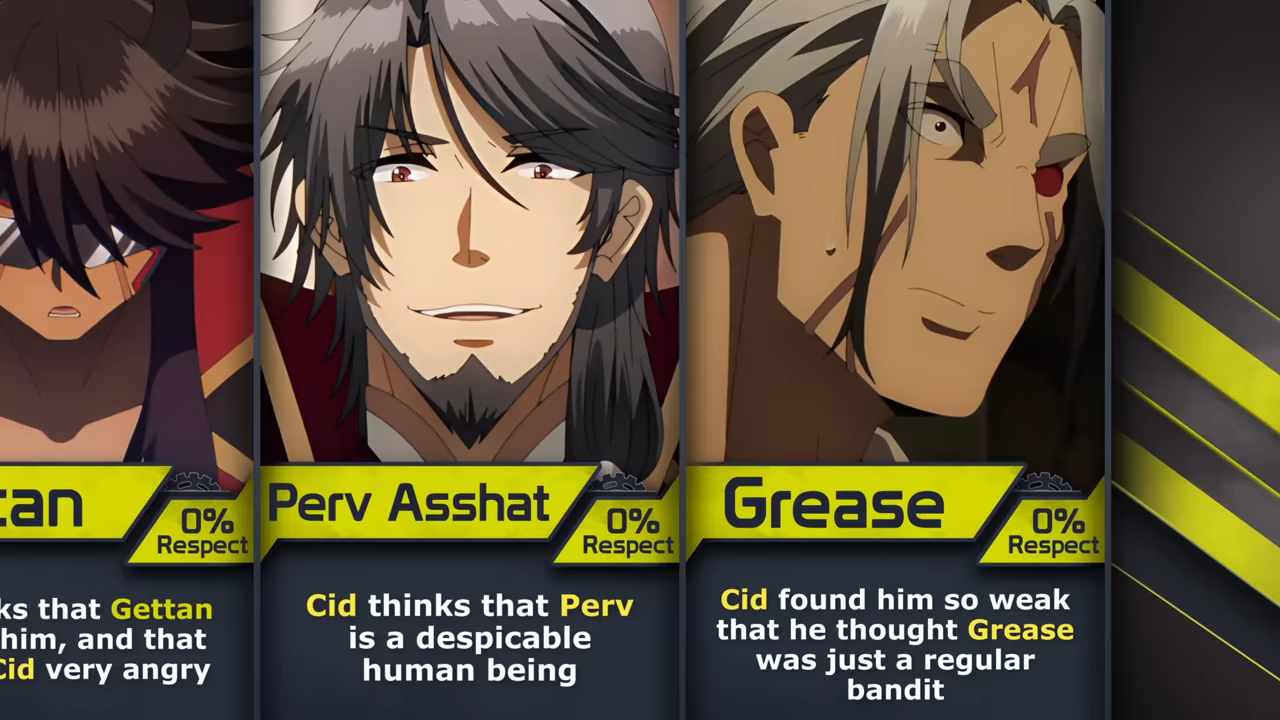 Perv Asshat
Grease
0%
Respect
0%
Respect
0%
Respect
that Gettan
him, and that
Cid very angry
Cid thinks that Perv
is a despicable
human being
Cid found him so weak
that he thought Grease
was just a regular
bandit